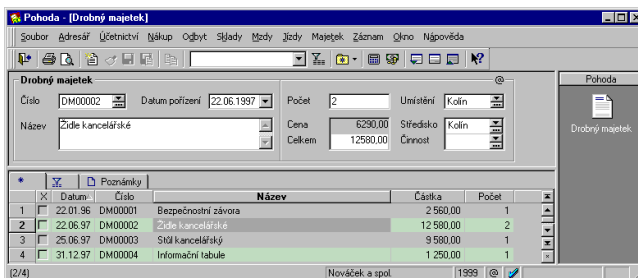 Pohoda - [Drobný majetek]
Soubor Adresář Účetnictví Nákup Odbyt Sklady Mzdy Jízdy Majetek Záznam Okno Nápověda
Drobný majetek @
Číslo DM00002 Datum pořízení 22.06.1997 Počet 2 Umístění Kolín
Název Židle kancelářské Cena 6290,00 Středisko Kolín
Celkem 12580,00 Činnost
Pohoda
Drobný majetek
* Poznámky
X Datum Číslo Název Částka Počet
1 22.01.96 DM00001 Bezpečnostní závora 2 560,00 1
2 22.06.97 DM00002 Židle kancelářské 12 580,00 2
3 25.06.97 DM00003 Stůl kancelářský 9 580,00 1
4 31.12.97 DM00004 Informační tabule 1 250,00 1
(2/4) Nováček a spol. 1999 @